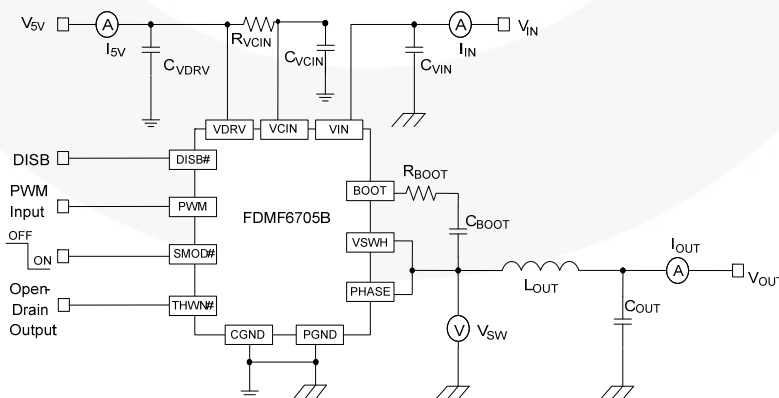 V5V
A
I5V
CVDRV
RVCIN
CVCIN
CVIN
A
IIN
VIN
VDRV
VCIN
VIN
DISB
DISB#
PWM
Input
PWM
OFF
ON
SMOD#
Open-
Drain
Output
THWN#
FDMF6705B
BOOT
RBOOT
CBOOT
VSWH
PHASE
CGND
PGND
V
VSW
LOUT
COUT
IOUT
A
VOUT